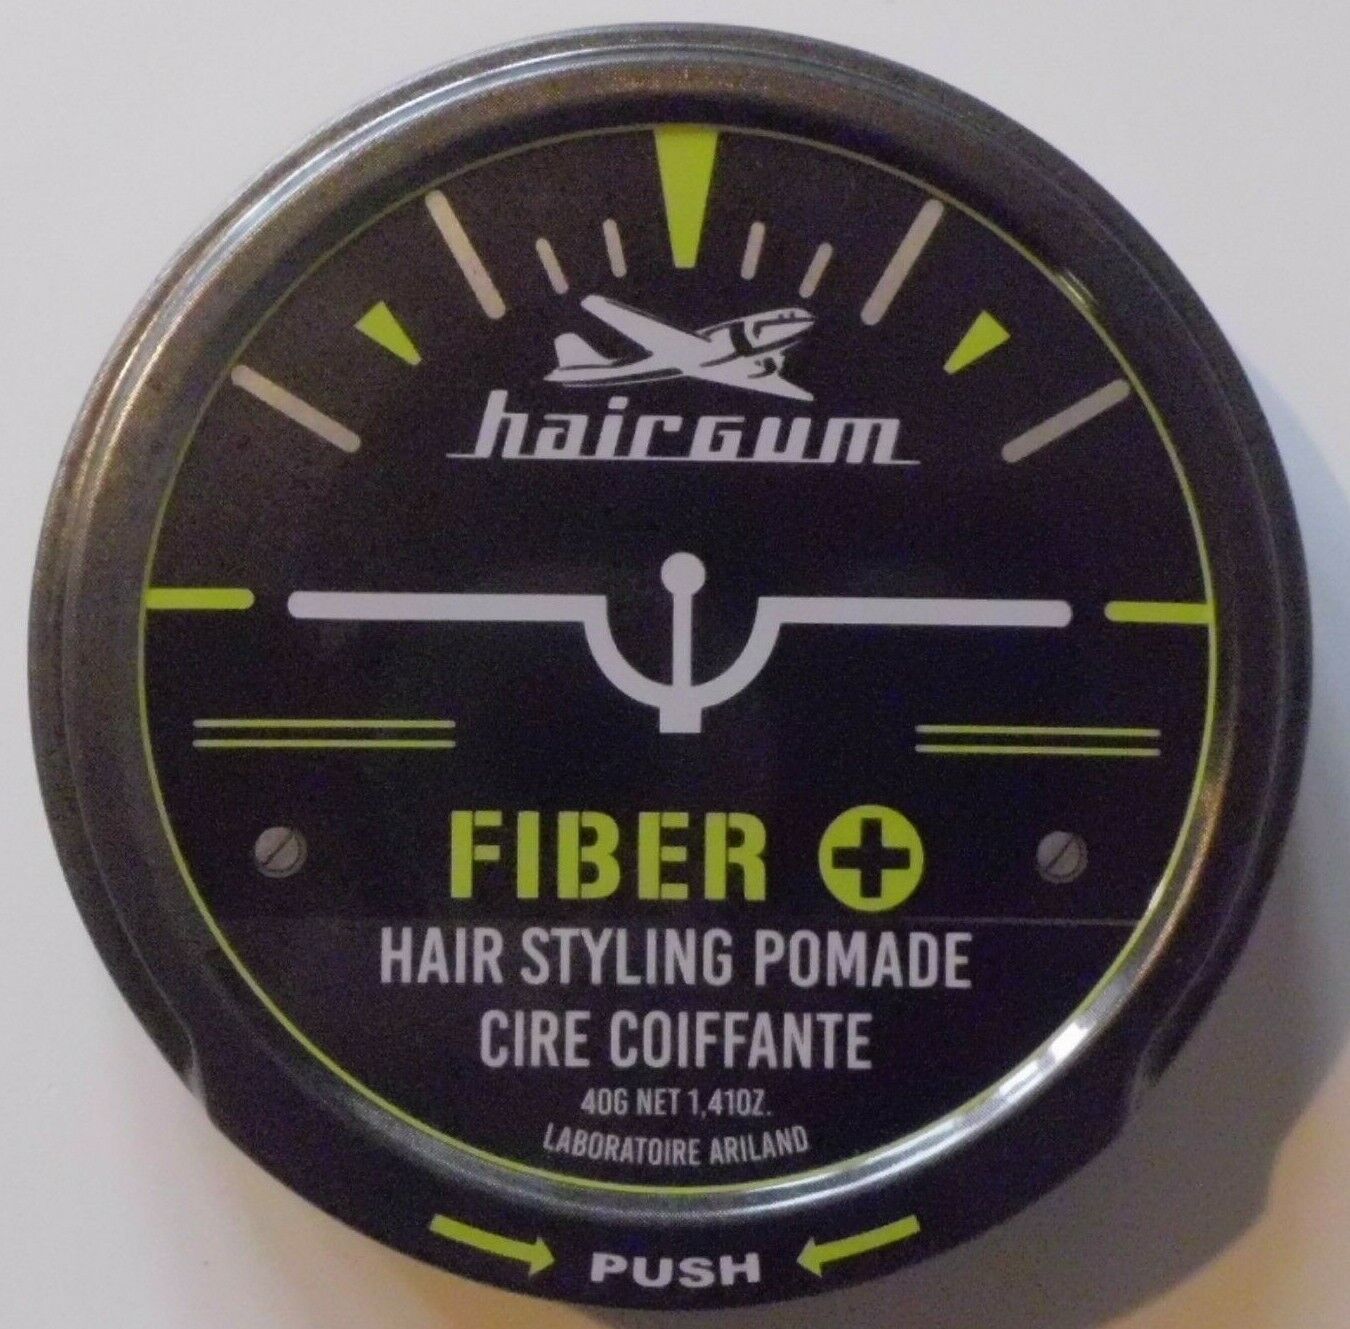 hairGum
FIBER +
HAIR STYLING POMADE
CIRE COIFFANTE
40G NET 1,41OZ.
LABORATOIRE ARILAND
PUSH